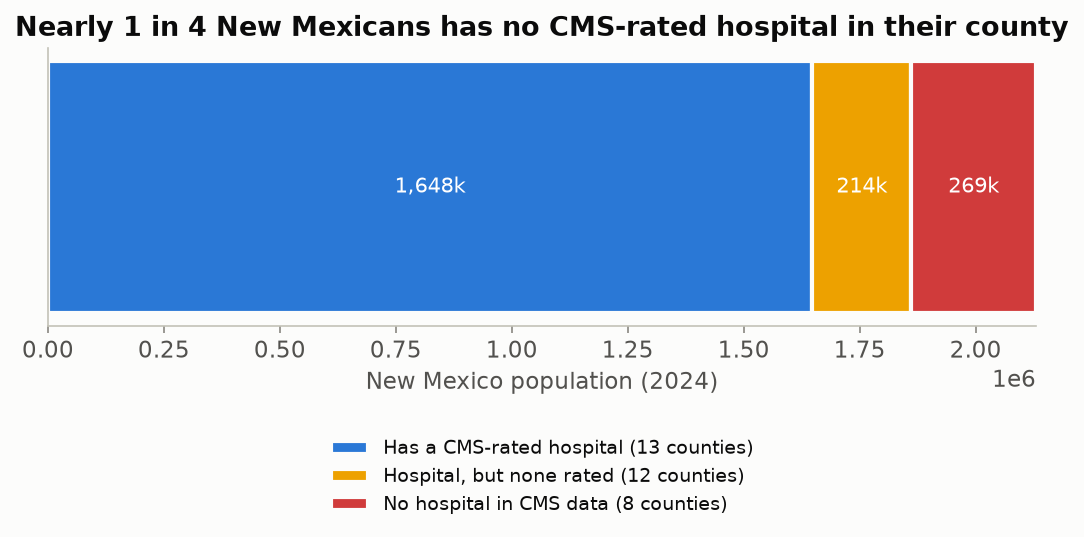 Nearly 1 in 4 New Mexicans has no CMS-rated hospital in their county
1,648k
214k
269k
0.00
0.25
0.50
0.75
1.00
1.25
1.50
1.75
2.00
1e6
New Mexico population (2024)
Has a CMS-rated hospital (13 counties)
Hospital, but none rated (12 counties)
No hospital in CMS data (8 counties)